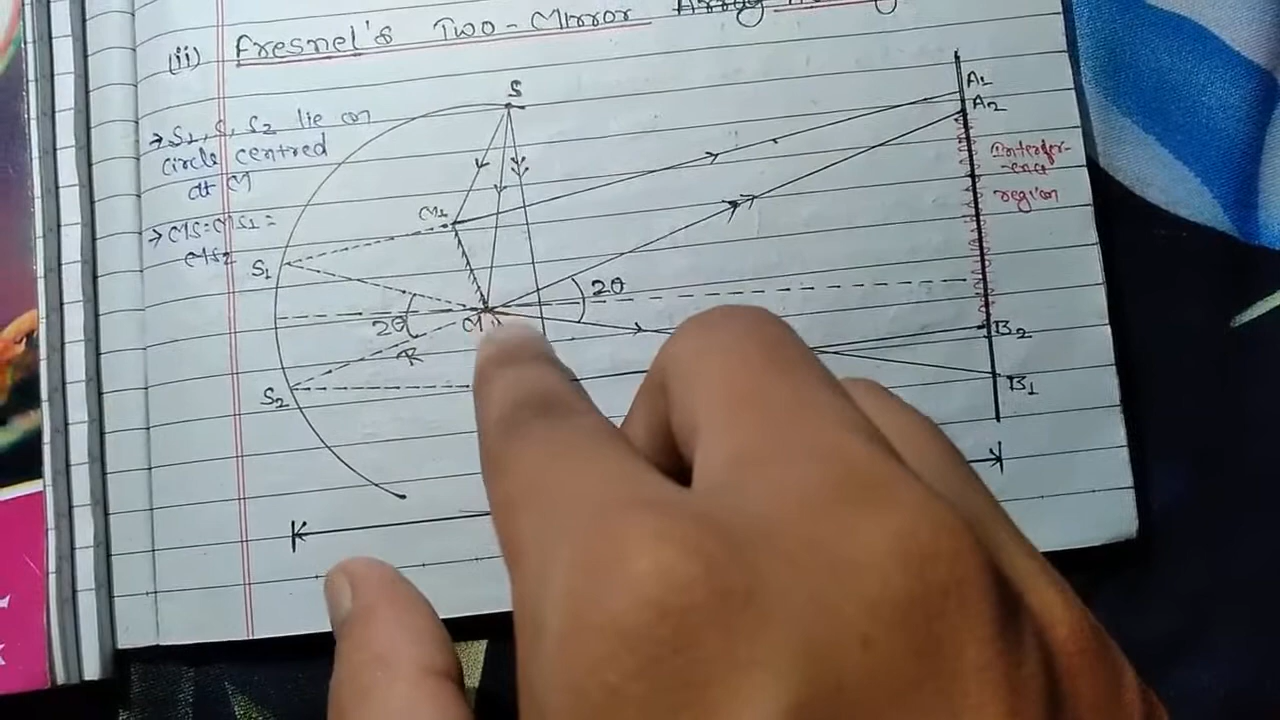 (ii) Fresnel's Two-Mirror
→ S1, S, S2 lie on
circle centred
at M
→ MS = MS1 =
MS2
S
M1
S1
2θ
M
R
S2
2θ
A1
A2
Interfer-
-ence
region
B2
B1